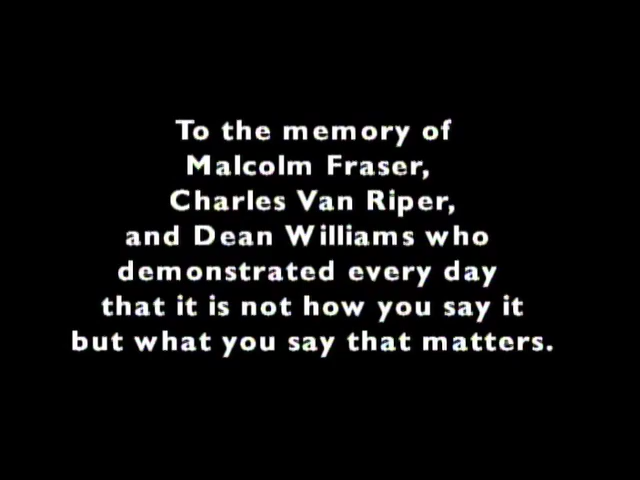 To the memory of
Malcolm Fraser,
Charles Van Riper,
and Dean Williams who
demonstrated every day
that it is not how you say it
but what you say that matters.